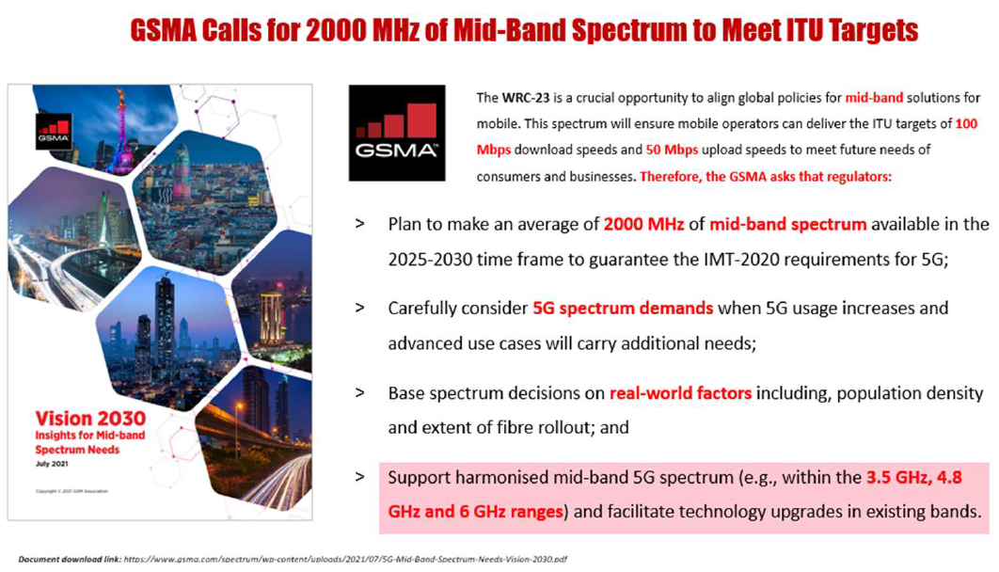 GSMA Calls for 2000 MHz of Mid-Band Spectrum to Meet ITU Targets
GSMA
Vision 2030
Insights for Mid-band
Spectrum Needs
July 2021
Copyright © 2021 GSM Association
GSMA™
The WRC-23 is a crucial opportunity to align global policies for mid-band solutions for
mobile. This spectrum will ensure mobile operators can deliver the ITU targets of 100
Mbps download speeds and 50 Mbps upload speeds to meet future needs of
consumers and businesses. Therefore, the GSMA asks that regulators:
> Plan to make an average of 2000 MHz of mid-band spectrum available in the
2025-2030 time frame to guarantee the IMT-2020 requirements for 5G;
> Carefully consider 5G spectrum demands when 5G usage increases and
advanced use cases will carry additional needs;
> Base spectrum decisions on real-world factors including, population density
and extent of fibre rollout; and
> Support harmonised mid-band 5G spectrum (e.g., within the 3.5 GHz, 4.8
GHz and 6 GHz ranges) and facilitate technology upgrades in existing bands.
Document download link: https://www.gsma.com/spectrum/wp-content/uploads/2021/07/5G-Mid-Band-Spectrum-Needs-Vision-2030.pdf